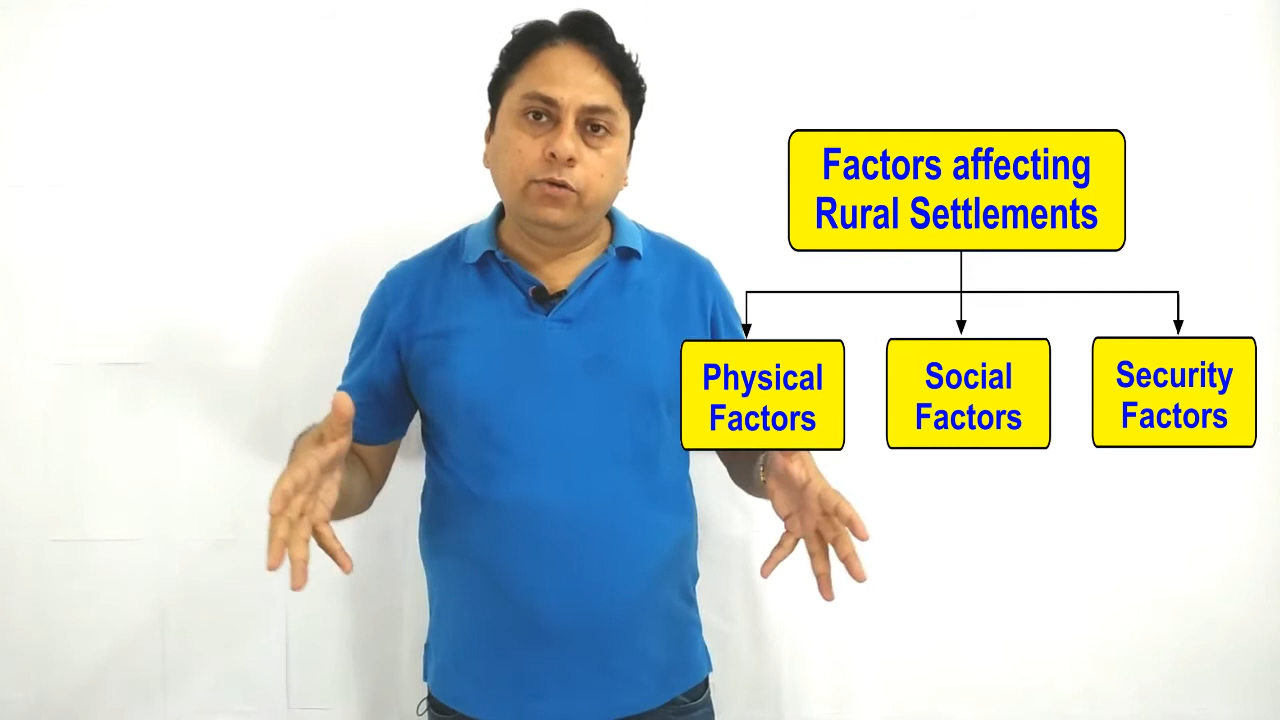 Factors affecting
Rural Settlements
Physical
Factors
Social
Factors
Security
Factors